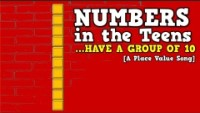 NUMBERS
in the Teens
...HAVE A GROUP OF 10
(A Place Value Song)